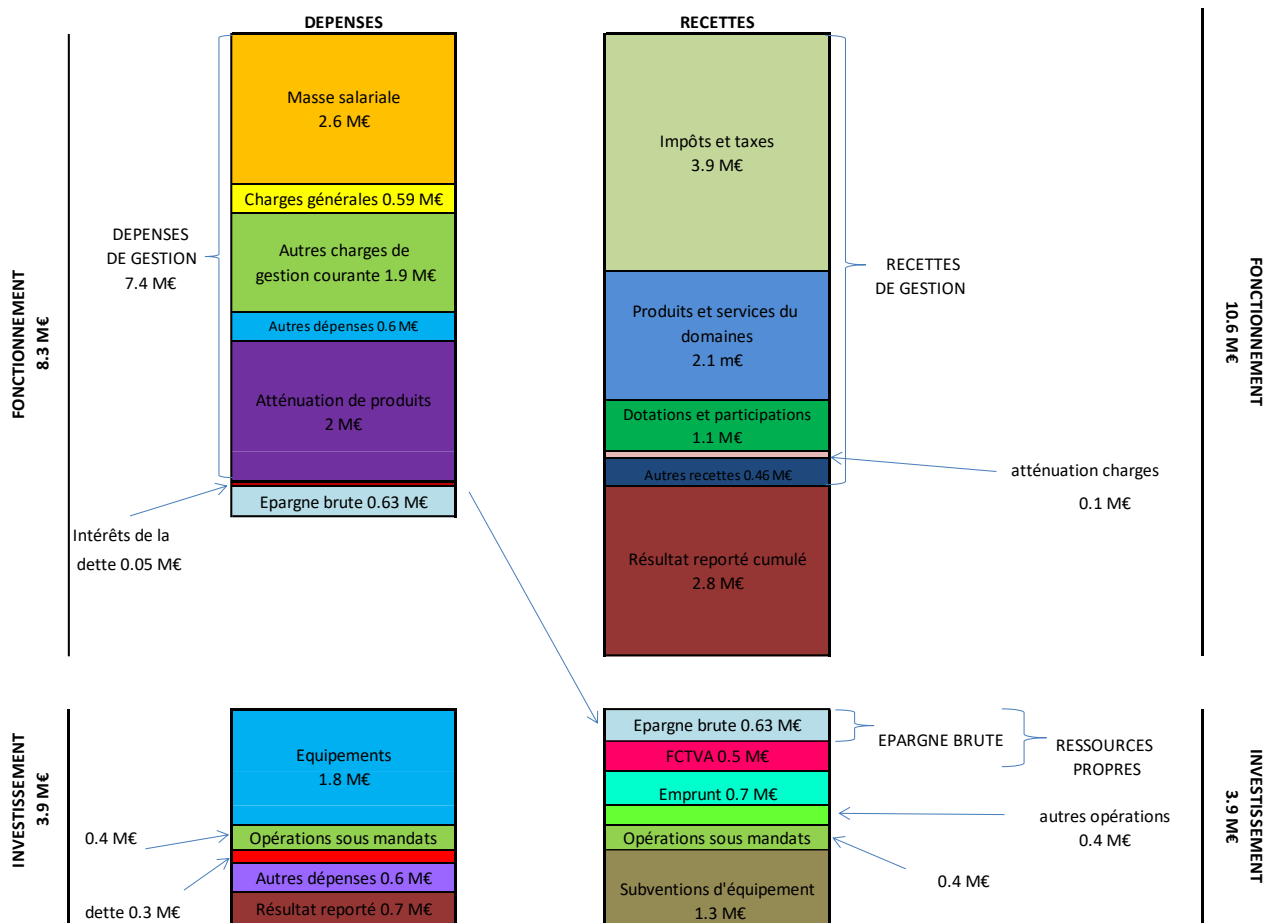 DEPENSES
RECETTES
Masse salariale
2.6 M€
Charges générales 0.59 M€
Autres charges de
gestion courante 1.9 M€
Autres dépenses 0.6 M€
Atténuation de produits
2 M€
Epargne brute 0.63 M€
DEPENSES
DE GESTION
7.4 M€
FONCTIONNEMENT
8.3 M€
Intérêts de la
dette 0.05 M€
Impôts et taxes
3.9 M€
Produits et services du
domaines
2.1 m€
Dotations et participations
1.1 M€
Autres recettes 0.46 M€
Résultat reporté cumulé
2.8 M€
RECETTES
DE GESTION
atténuation charges
0.1 M€
FONCTIONNEMENT
10.6 M€
INVESTISSEMENT
3.9 M€
Equipements
1.8 M€
Opérations sous mandats
0.4 M€
Autres dépenses 0.6 M€
dette 0.3 M€
Résultat reporté 0.7 M€
Epargne brute 0.63 M€
FCTVA 0.5 M€
Emprunt 0.7 M€
Opérations sous mandats
Subventions d'équipement
1.3 M€
EPARGNE BRUTE
RESSOURCES
PROPRES
autres opérations
0.4 M€
0.4 M€
INVESTISSEMENT
3.9 M€